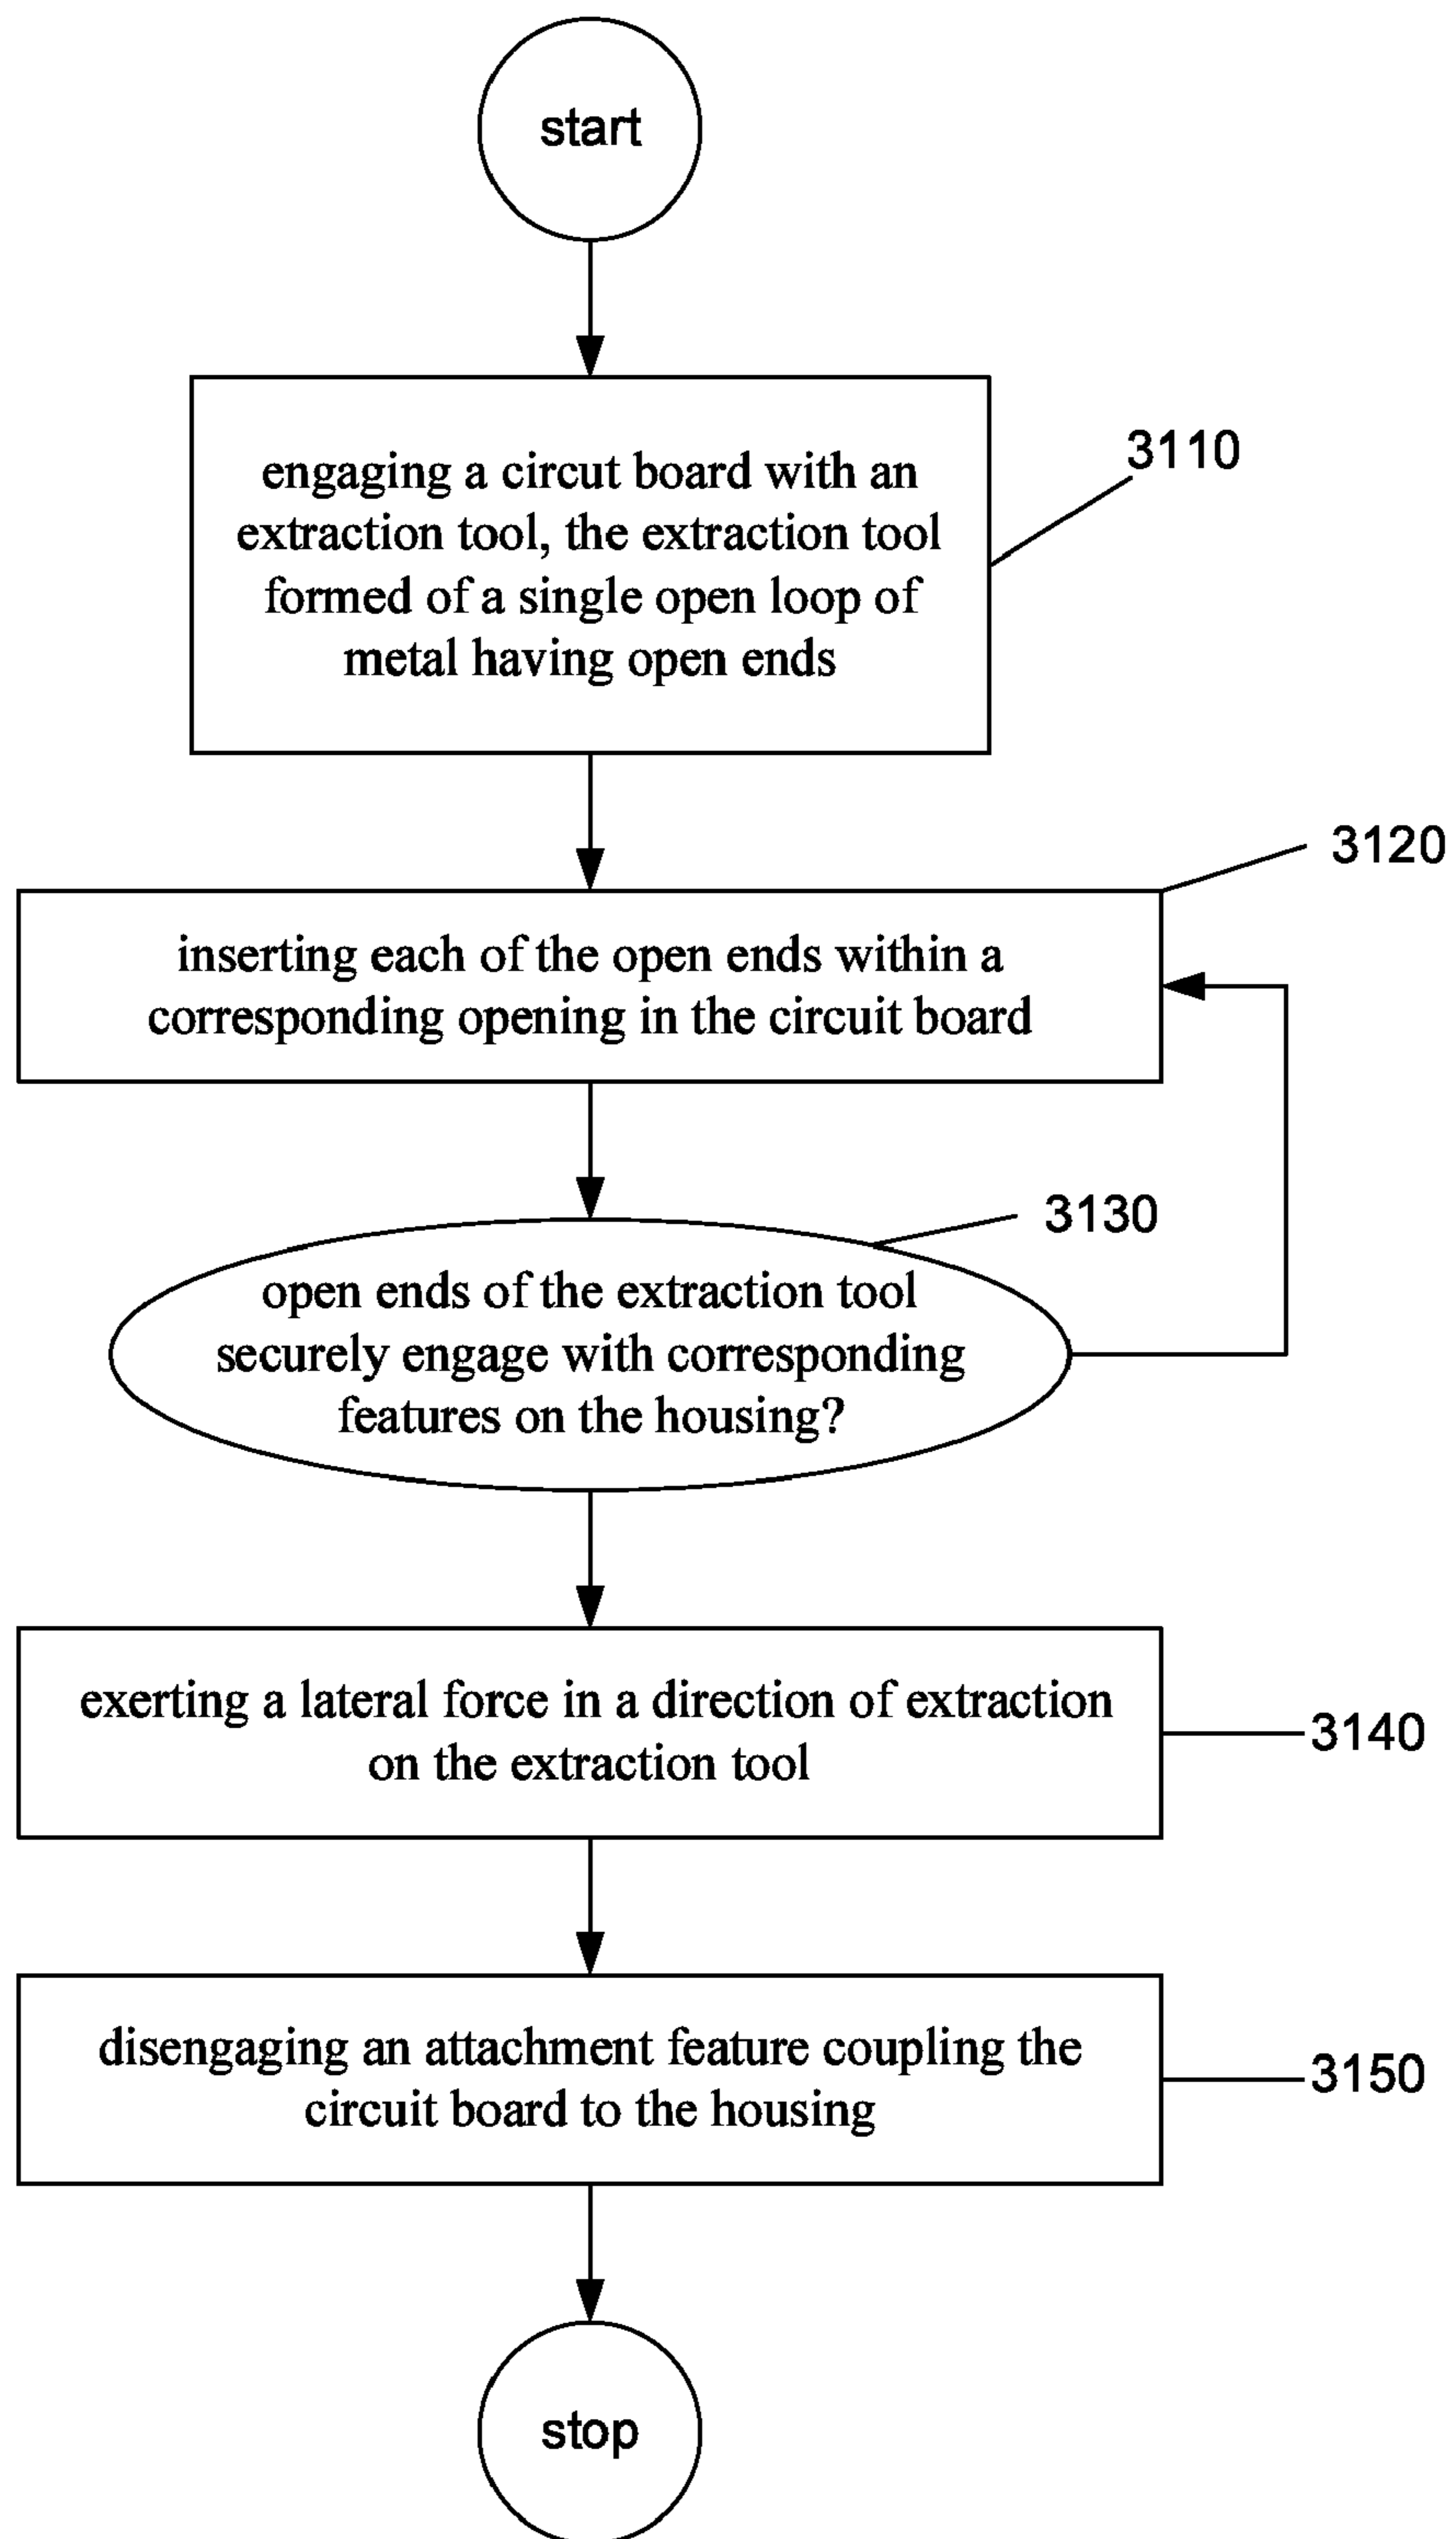 start
engaging a circut board with an
extraction tool, the extraction tool
formed of a single open loop of
metal having open ends
3110
inserting each of the open ends within a
corresponding opening in the circuit board
3120
open ends of the extraction tool
securely engage with corresponding
features on the housing?
3130
exerting a lateral force in a direction of extraction
on the extraction tool
3140
disengaging an attachment feature coupling the
circuit board to the housing
3150
stop